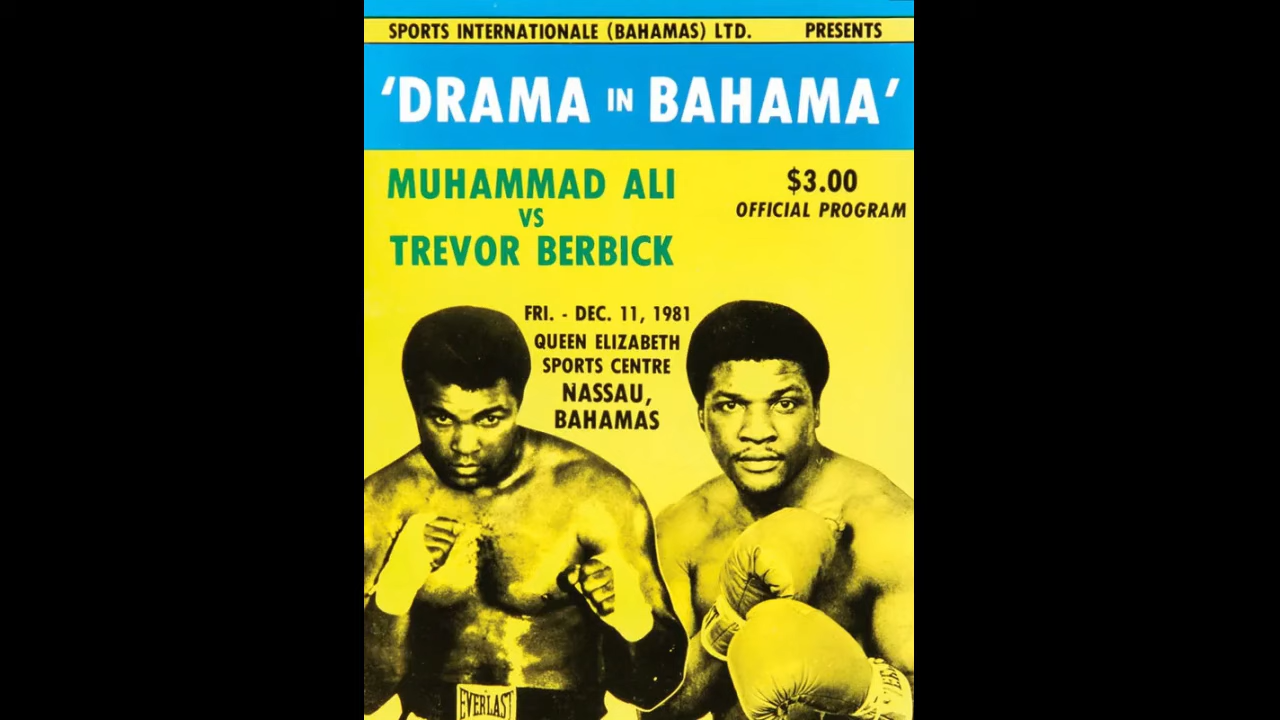 SPORTS INTERNATIONALE (BAHAMAS) LTD. PRESENTS
'DRAMA IN BAHAMA'
MUHAMMAD ALI
VS
TREVOR BERBICK
$3.00
OFFICIAL PROGRAM
FRI. - DEC. 11, 1981
QUEEN ELIZABETH
SPORTS CENTRE
NASSAU,
BAHAMAS
EVERLAST